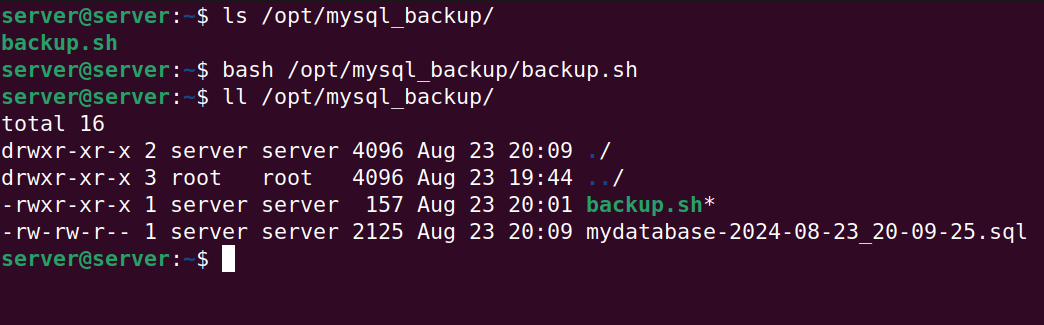 server@server:~$ ls /opt/mysql_backup/
backup.sh
server@server:~$ bash /opt/mysql_backup/backup.sh
server@server:~$ ll /opt/mysql_backup/
total 16
drwxr-xr-x 2 server server 4096 Aug 23 20:09 ./
drwxr-xr-x 3 root   root   4096 Aug 23 19:44 ../
-rwxr-xr-x 1 server server  157 Aug 23 20:01 backup.sh*
-rw-rw-r-- 1 server server 2125 Aug 23 20:09 mydatabase-2024-08-23_20-09-25.sql
server@server:~$